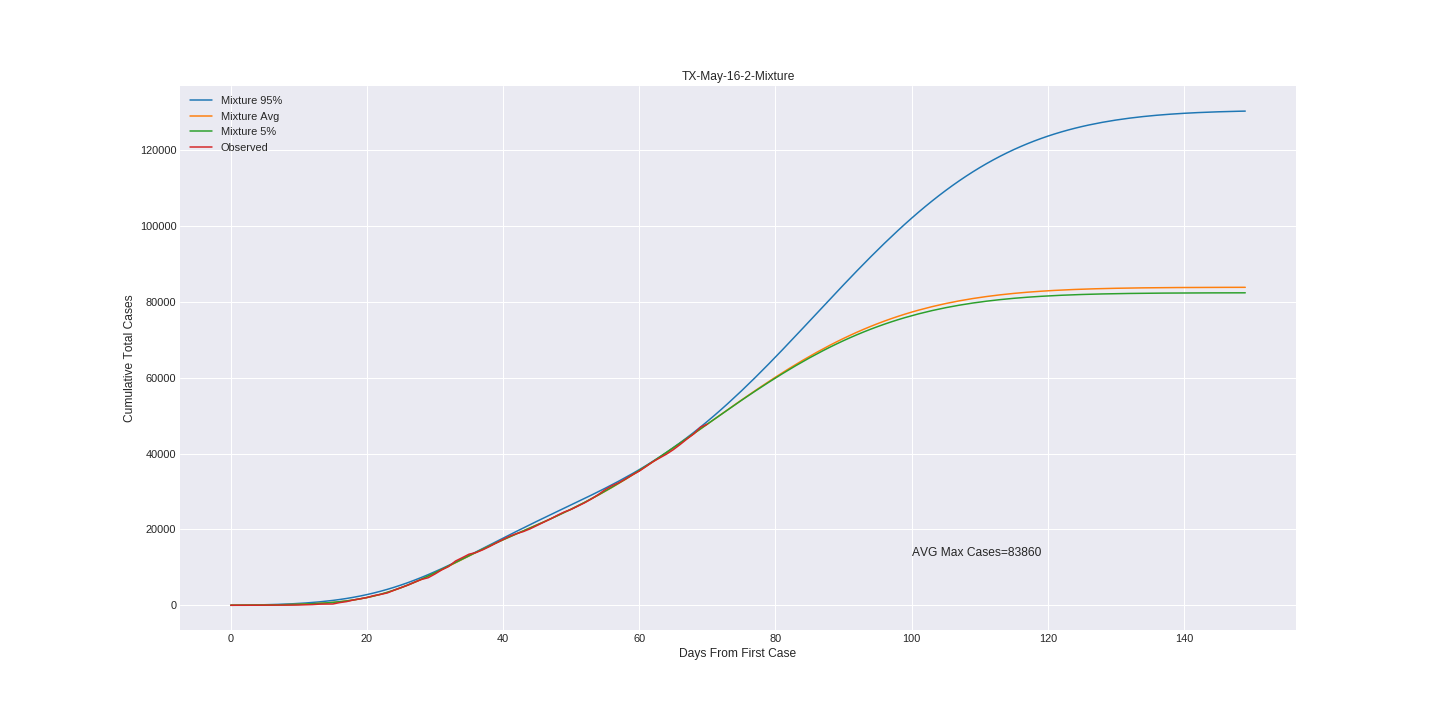 TX-May-16-2-Mixture
Mixture 95%
Mixture Avg
Mixture 5%
Observed
120000
100000
80000
60000
40000
20000
0
Cumulative Total Cases
AVG Max Cases=83860
0 20 40 60 80 100 120 140
Days From First Case